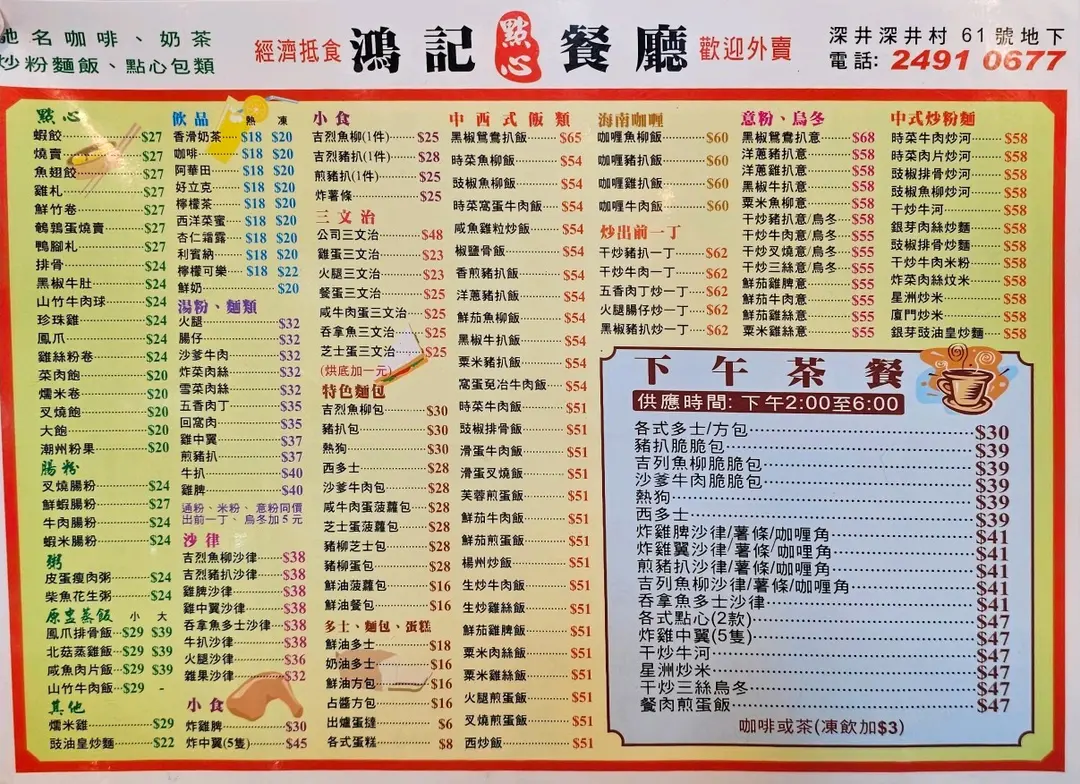 地名咖啡、奶茶
炒粉麵飯、點心包類
經濟抵食
鴻記
點心
餐廳
歡迎外賣
深井深井村 61號地下
電話: 2491 0677
點心
蝦餃 $27
燒賣 $27
魚翅餃 $27
雞札 $27
鮮竹卷 $27
鵪鶉蛋燒賣 $27
鴨腳札 $27
排骨 $24
黑椒牛肚 $24
山竹牛肉球 $24
珍珠雞 $24
鳳爪 $24
雞絲粉卷 $24
菜肉飽 $20
燸米卷 $20
叉燒飽 $20
大飽 $20
潮州粉果 $20
腸粉
叉燒腸粉 $24
鮮蝦腸粉 $27
牛肉腸粉 $24
蝦米腸粉 $24
粥
皮蛋瘦肉粥 $24
柴魚花生粥 $24
原盅蒸飯 小 大
鳳爪排骨飯 $29 $39
北菇蒸雞飯 $29 $39
咸魚肉片飯 $29 $39
山竹牛肉飯 $29 -
其他
燸米雞 $29
豉油皇炒麵 $22
飲品 熱 凍
香滑奶茶 $18 $20
咖啡 $18 $20
阿華田 $18 $20
好立克 $18 $20
檸檬茶 $18 $20
西洋菜蜜 $18 $20
杏仁霜露 $18 $20
利賓納 $18 $20
檸檬可樂 $18 $22
鮮奶 $20
湯粉、麵類
火腿 $32
腸仔 $32
沙爹牛肉 $32
炸菜肉絲 $32
雪菜肉絲 $32
五香肉丁 $35
回窩肉 $35
雞中翼 $37
煎豬扒 $37
牛扒 $40
雞脾 $40
通粉、米粉、意粉同價
出前一丁、烏冬加 5 元
沙律
吉烈魚柳沙律 $38
吉烈豬扒沙律 $38
雞脾沙律 $38
雞中翼沙律 $38
吞拿魚多士沙律 $38
牛扒沙律 $38
火腿沙律 $36
雜果沙律 $32
小食
炸雞脾 $30
炸中翼(5隻) $45
小食
吉烈魚柳(1件) $25
吉烈豬扒(1件) $28
煎豬扒(1件) $25
炸薯條 $25
三文治
公司三文治 $48
雞蛋三文治 $23
火腿三文治 $23
餐蛋三文治 $25
咸牛肉蛋三文治 $25
吞拿魚三文治 $25
芝士蛋三文治 $25
(烘底加一元)
特色麵包
吉烈魚柳包 $30
豬扒包 $30
熱狗 $30
西多士 $28
沙爹牛肉包 $28
咸牛肉蛋菠蘿包 $28
芝士蛋菠蘿包 $28
豬柳芝士包 $28
豬柳蛋包 $28
鮮油菠蘿包 $16
鮮油餐包 $16
多士、麵包、蛋糕
鮮油多士 $18
奶油多士 $16
鮮油方包 $16
占醬方包 $16
出爐蛋撻 $6
各式蛋糕 $8
中西式飯類
黑椒鴛鴦扒飯 $65
時菜魚柳飯 $54
豉椒魚柳飯 $54
時菜窩蛋牛肉飯 $54
咸魚雞粒炒飯 $54
椒鹽骨飯 $54
香煎豬扒飯 $54
洋蔥豬扒飯 $54
鮮茄魚柳飯 $54
黑椒牛扒飯 $54
粟米豬扒飯 $54
窩蛋免治牛肉飯 $54
時菜牛肉飯 $51
豉椒排骨飯 $51
滑蛋牛肉飯 $51
滑蛋叉燒飯 $51
芙蓉煎蛋飯 $51
鮮茄牛肉飯 $51
鮮茄煎蛋飯 $51
楊州炒飯 $51
生炒牛肉飯 $51
生炒雞絲飯 $51
鮮茄雞脾飯 $51
粟米肉絲飯 $51
粟米雞絲飯 $51
火腿煎蛋飯 $51
叉燒煎蛋飯 $51
西炒飯 $51
海南咖喱
咖喱魚柳飯 $60
咖喱豬扒飯 $60
咖喱雞扒飯 $60
咖喱牛肉飯 $60
炒出前一丁
干炒豬扒一丁 $62
干炒牛肉一丁 $62
五香肉丁炒一丁 $62
火腿腸仔炒一丁 $62
黑椒豬扒炒一丁 $62
意粉、烏冬
黑椒鴛鴦扒意 $68
洋蔥豬扒意 $58
洋蔥雞扒意 $58
黑椒牛扒意 $58
粟米魚柳意 $58
干炒豬扒意/烏冬 $58
干炒牛肉意/烏冬 $55
干炒叉燒意/烏冬 $55
干炒三絲意/烏冬 $55
鮮茄雞脾意 $55
鮮茄牛肉意 $55
鮮茄雞絲意 $55
粟米雞絲意 $55
中式炒粉麵
時菜牛肉炒河 $58
時菜肉片炒河 $58
豉椒排骨炒河 $58
豉椒魚柳炒河 $58
干炒牛河 $58
銀芽肉絲炒麵 $58
豉椒排骨炒麵 $58
干炒牛肉米粉 $58
炸菜肉絲炆米 $58
星洲炒米 $58
廈門炒米 $58
銀芽豉油皇炒麵 $58
下午茶餐
供應時間: 下午2:00至6:00
各式多士/方包 $30
豬扒脆脆包 $39
吉列魚柳脆脆包 $39
沙爹牛肉脆脆包 $39
熱狗 $39
西多士 $39
炸雞脾沙律/薯條/咖喱角 $41
炸雞翼沙律/薯條/咖喱角 $41
煎豬扒沙律/薯條/咖喱角 $41
吉列魚柳沙律/薯條/咖喱角 $41
吞拿魚多士沙律 $41
各式點心(2款) $47
炸雞中翼(5隻) $47
干炒牛河 $47
星洲炒米 $47
干炒三絲烏冬 $47
餐肉煎蛋飯 $47
咖啡或茶(凍飲加$3)